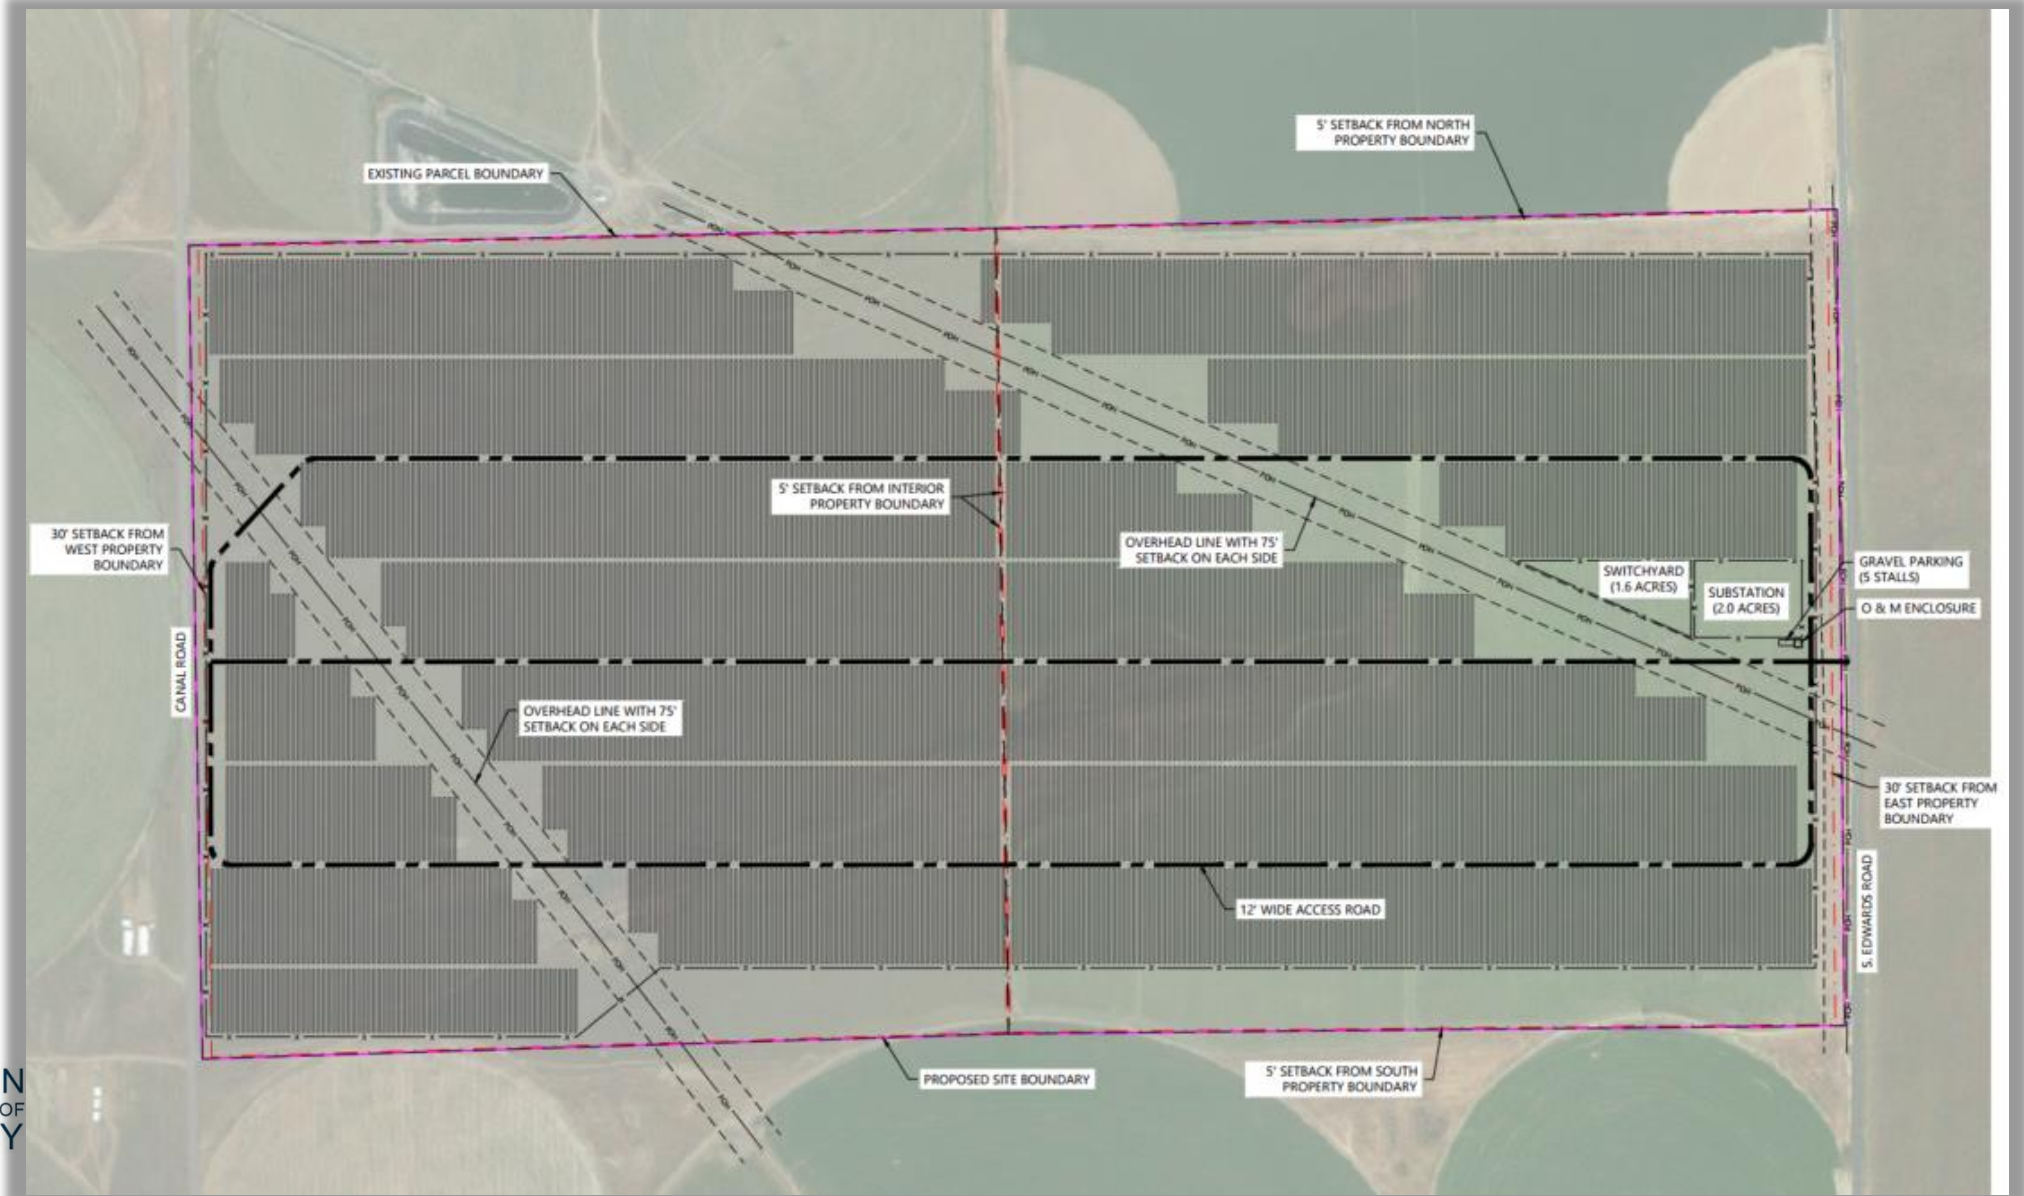 5' SETBACK FROM NORTH
PROPERTY BOUNDARY
EXISTING PARCEL BOUNDARY
5' SETBACK FROM INTERIOR
PROPERTY BOUNDARY
30' SETBACK FROM
WEST PROPERTY
BOUNDARY
OVERHEAD LINE WITH 75'
SETBACK ON EACH SIDE
SWITCHYARD
(1.6 ACRES)
SUBSTATION
(2.0 ACRES)
GRAVEL PARKING
(5 STALLS)
O & M ENCLOSURE
CANAL ROAD
OVERHEAD LINE WITH 75'
SETBACK ON EACH SIDE
30' SETBACK FROM
EAST PROPERTY
BOUNDARY
12' WIDE ACCESS ROAD
S. EDWARDS ROAD
PROPOSED SITE BOUNDARY
5' SETBACK FROM SOUTH
PROPERTY BOUNDARY
N
OF
Y